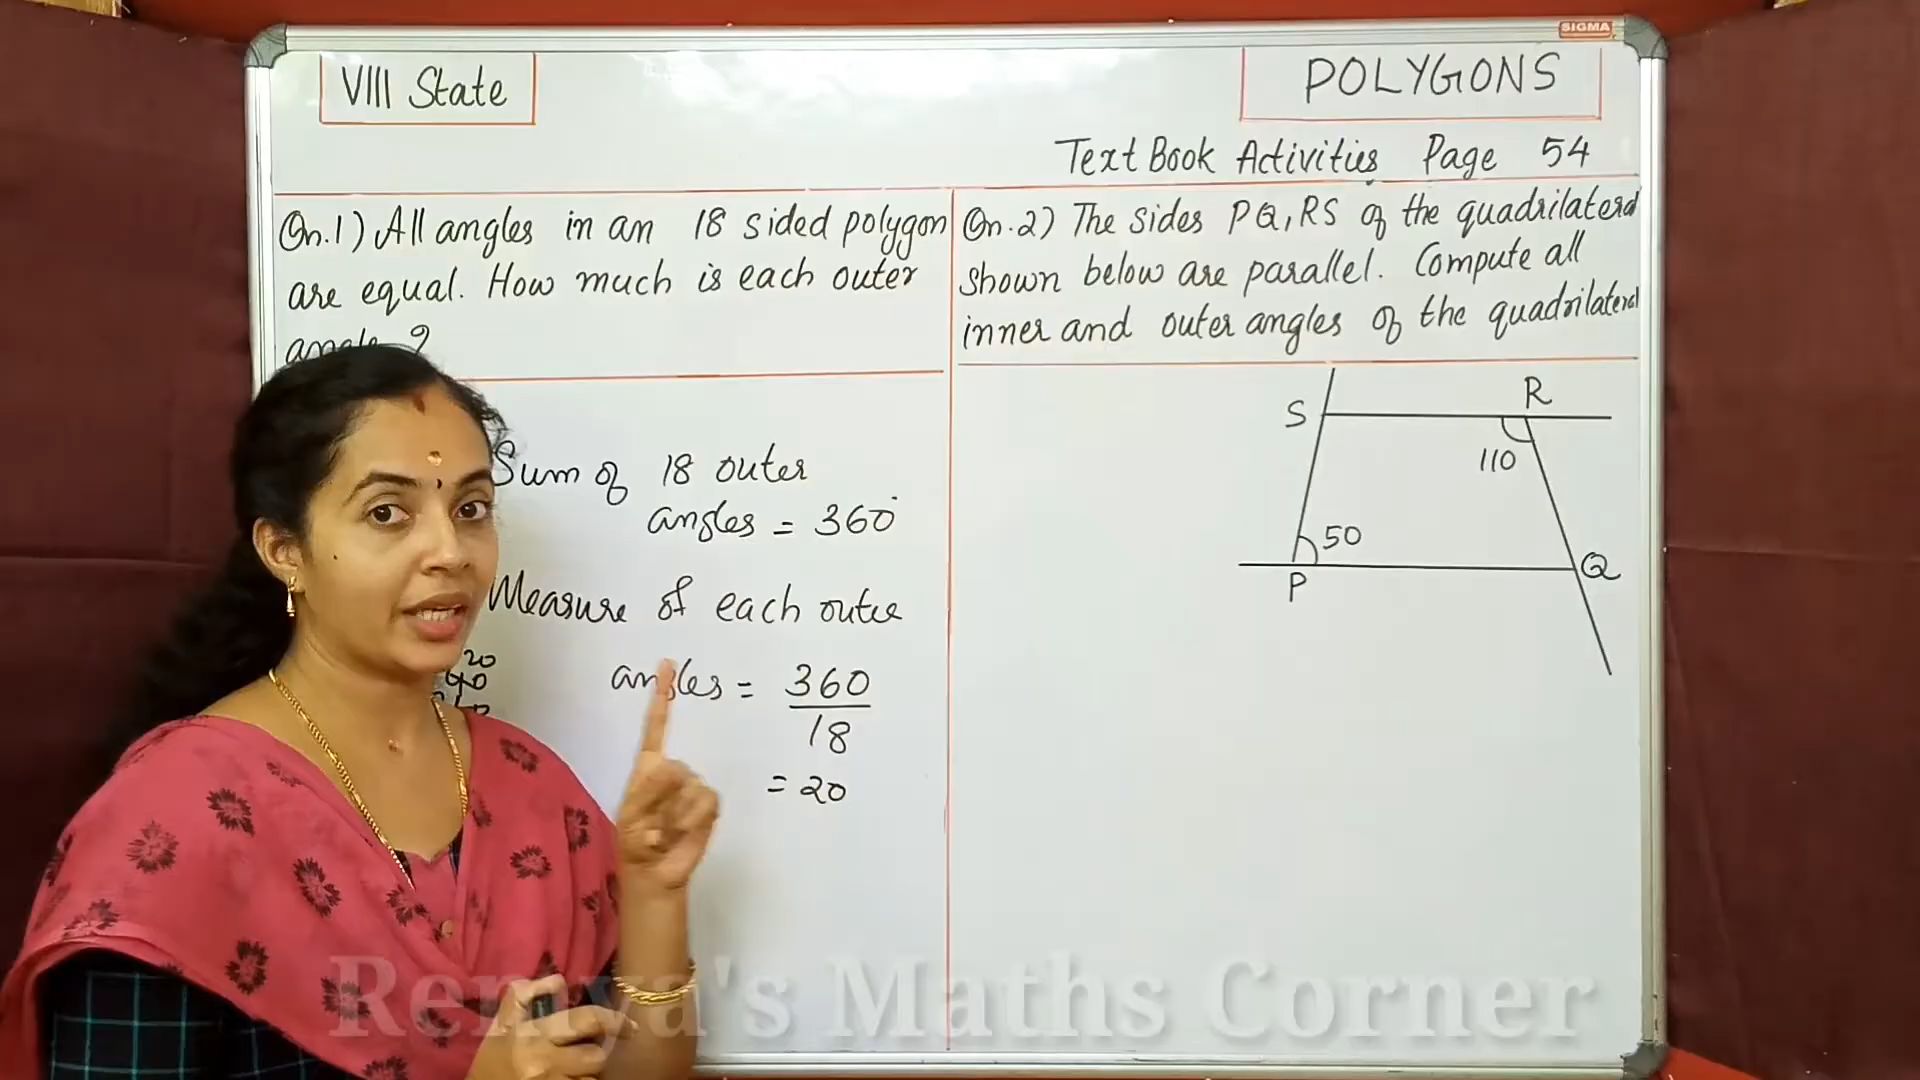 SIGMA
VIII State
POLYGONS
Text Book Activities Page 54
Qn.1) All angles in an 18 sided polygon
are equal. How much is each outer
angle ?
Sum of 18 outer
angles = 360°
Measure of each outer
angles = 360
18
= 20
20
40
Qn.2) The sides PQ, RS of the quadrilateral
shown below are parallel. Compute all
inner and outer angles of the quadrilateral
S
R
110
50
P
Q
Remya's Maths Corner